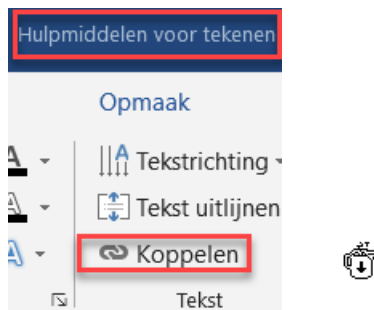 Hulpmiddelen voor tekenen
Opmaak
A
Tekstrichting
A
Tekst uitlijnen
A
Koppelen
Tekst